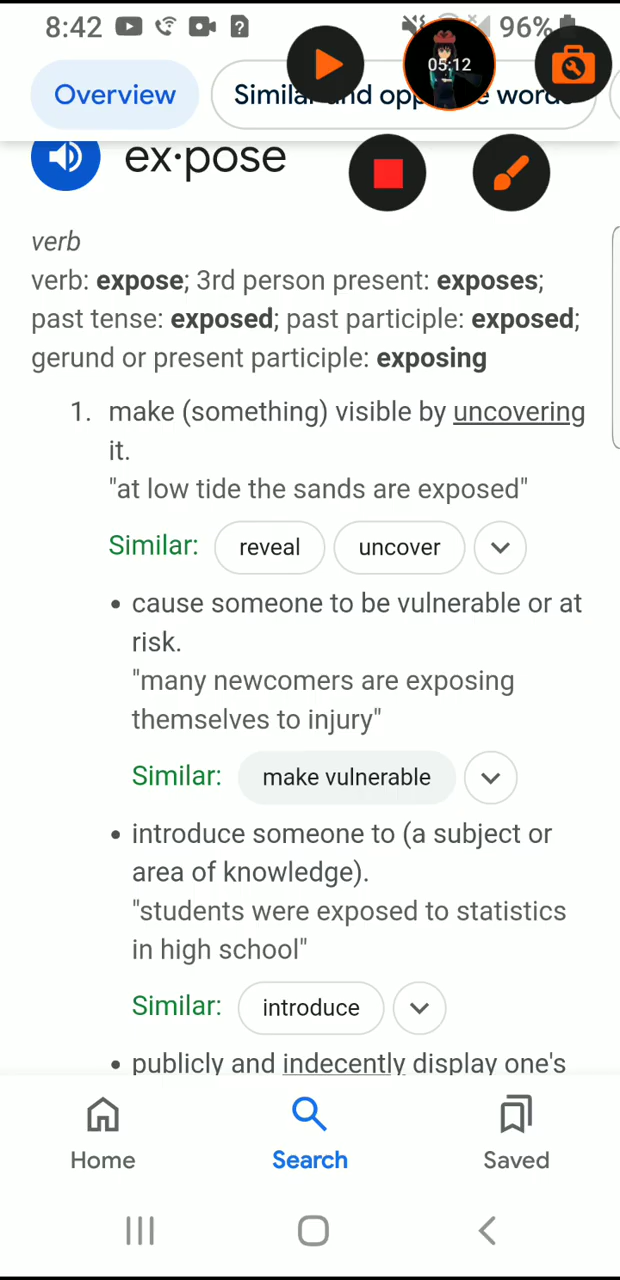 8:42 96%
05:12
Overview Similar and opposite words
ex·pose
verb
verb: expose; 3rd person present: exposes;
past tense: exposed; past participle: exposed;
gerund or present participle: exposing
1. make (something) visible by uncovering
it.
"at low tide the sands are exposed"
Similar: reveal uncover
• cause someone to be vulnerable or at
risk.
"many newcomers are exposing
themselves to injury"
Similar: make vulnerable
• introduce someone to (a subject or
area of knowledge).
"students were exposed to statistics
in high school"
Similar: introduce
• publicly and indecently display one's
Home Search Saved